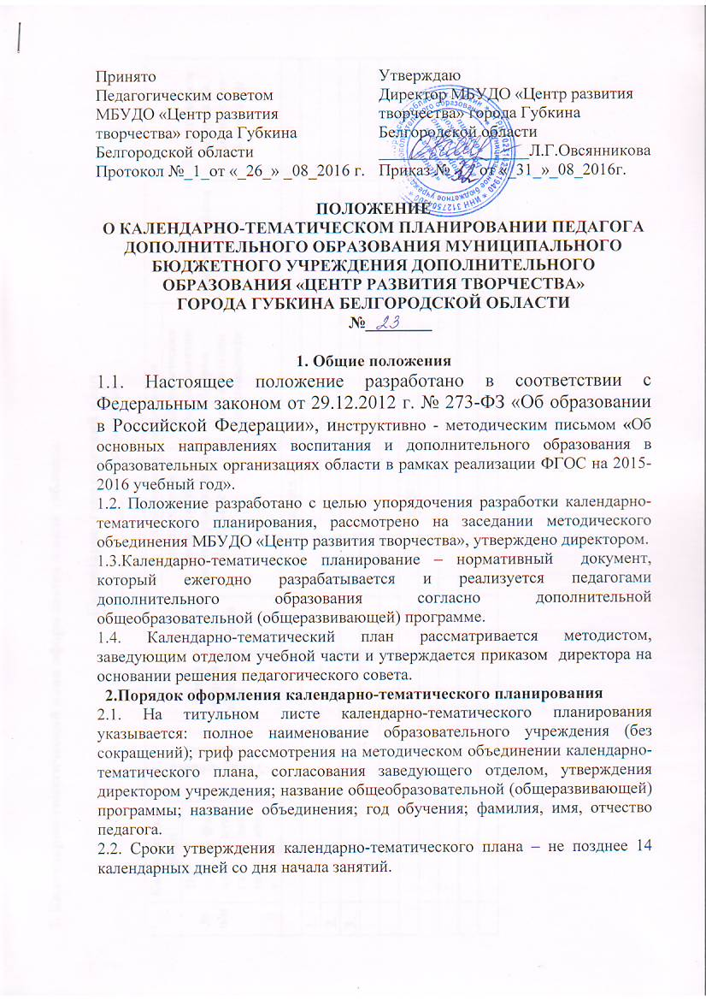 Принято
Педагогическим советом
МБУДО «Центр развития
творчества» города Губкина
Белгородской области
Протокол №_1_от «_26_» _08_2016 г.
Утверждаю
Директор МБУДО «Центр развития
творчества» города Губкина
Белгородской области
__________________Л.Г.Овсянникова
Приказ № от «_31_»_08_2016г.
ПОЛОЖЕНИЕ
О КАЛЕНДАРНО-ТЕМАТИЧЕСКОМ ПЛАНИРОВАНИИ ПЕДАГОГА
ДОПОЛНИТЕЛЬНОГО ОБРАЗОВАНИЯ МУНИЦИПАЛЬНОГО
БЮДЖЕТНОГО УЧРЕЖДЕНИЯ ДОПОЛНИТЕЛЬНОГО
ОБРАЗОВАНИЯ «ЦЕНТР РАЗВИТИЯ ТВОРЧЕСТВА»
ГОРОДА ГУБКИНА БЕЛГОРОДСКОЙ ОБЛАСТИ
№_23_
1. Общие положения
1.1. Настоящее положение разработано в соответствии с
Федеральным законом от 29.12.2012 г. № 273-ФЗ «Об образовании
в Российской Федерации», инструктивно - методическим письмом «Об
основных направлениях воспитания и дополнительного образования в
образовательных организациях области в рамках реализации ФГОС на 2015-
2016 учебный год».
1.2. Положение разработано с целью упорядочения разработки календарно-
тематического планирования, рассмотрено на заседании методического
объединения МБУДО «Центр развития творчества», утверждено директором.
1.3.Календарно-тематическое планирование – нормативный документ,
который ежегодно разрабатывается и реализуется педагогами
дополнительного образования согласно дополнительной
общеобразовательной (общеразвивающей) программе.
1.4. Календарно-тематический план рассматривается методистом,
заведующим отделом учебной части и утверждается приказом директора на
основании решения педагогического совета.
2.Порядок оформления календарно-тематического планирования
2.1. На титульном листе календарно-тематического планирования
указывается: полное наименование образовательного учреждения (без
сокращений); гриф рассмотрения на методическом объединении календарно-
тематического плана, согласования заведующего отделом, утверждения
директором учреждения; название общеобразовательной (общеразвивающей)
программы; название объединения; год обучения; фамилия, имя, отчество
педагога.
2.2. Сроки утверждения календарно-тематического плана – не позднее 14
календарных дней со дня начала занятий.